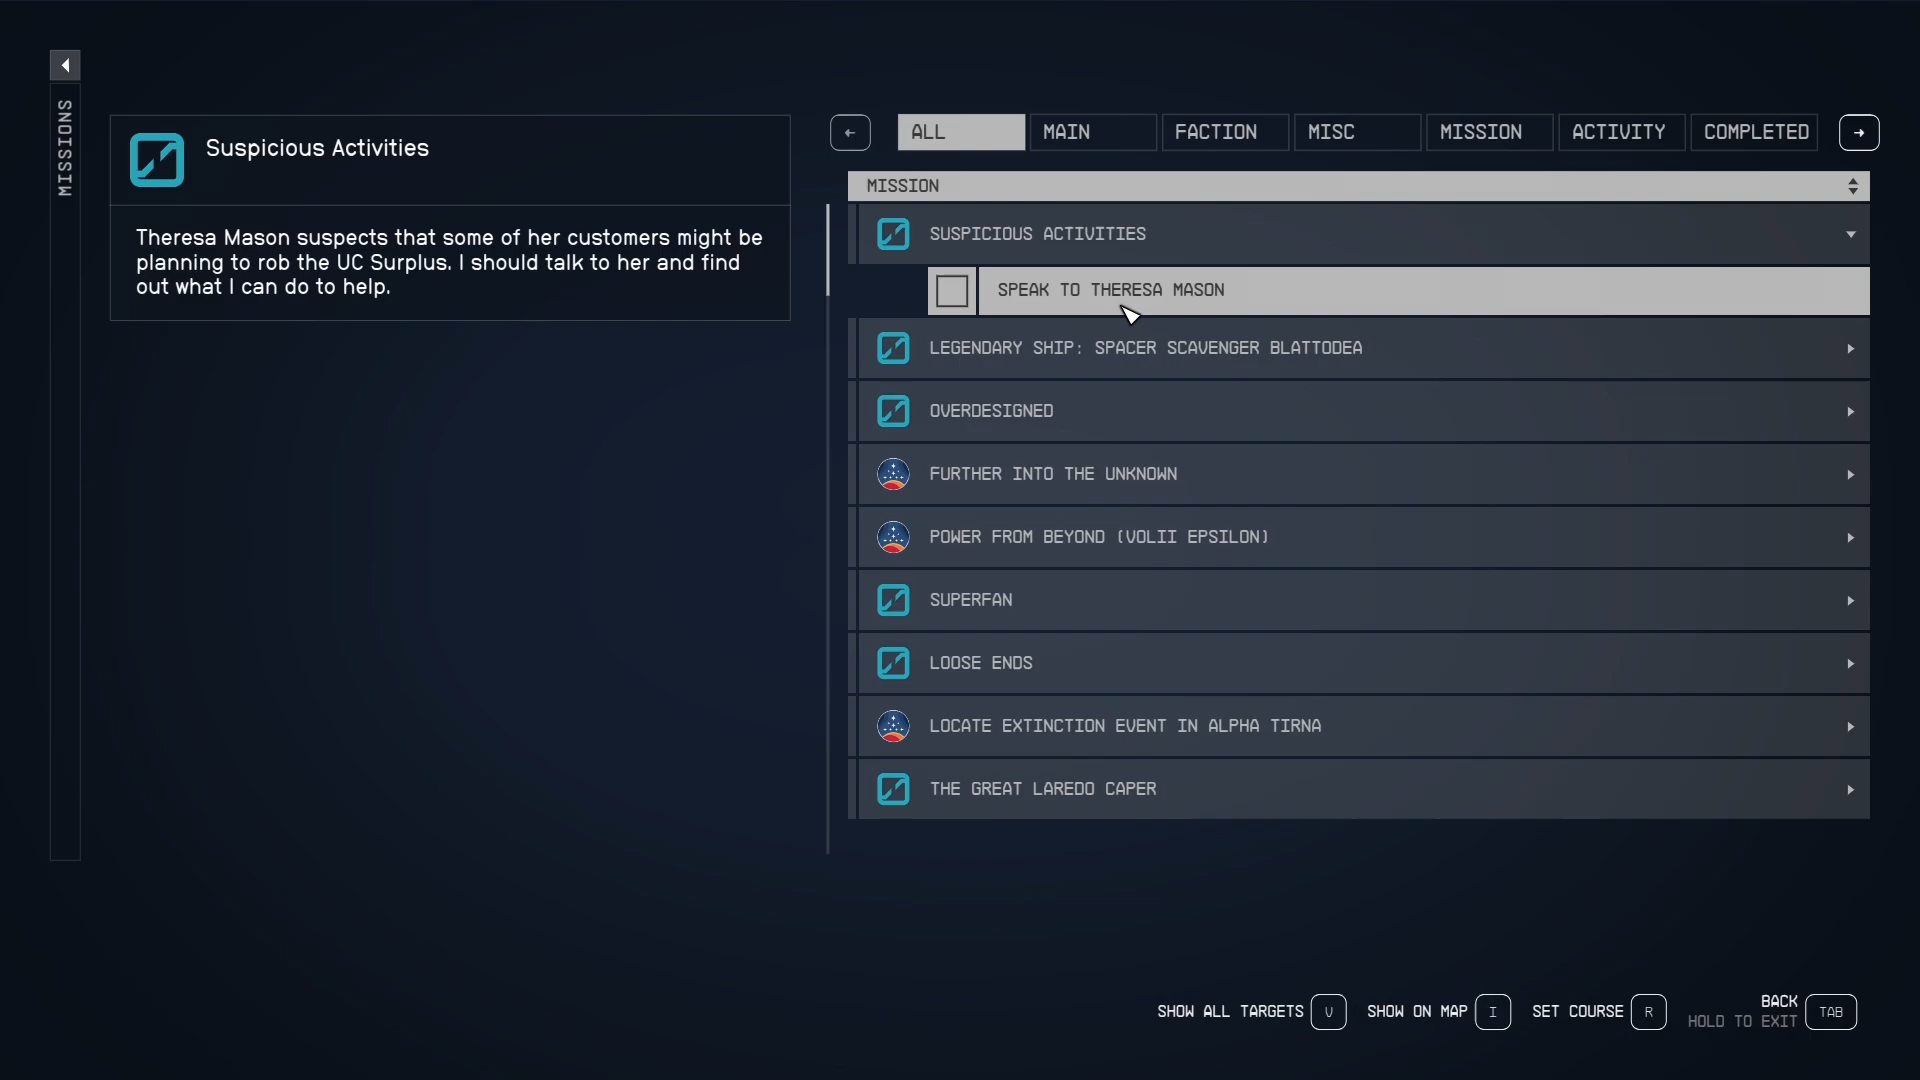 MISSIONS
Suspicious Activities
Theresa Mason suspects that some of her customers might be
planning to rob the UC Surplus. I should talk to her and find
out what I can do to help.
ALL MAIN FACTION MISC MISSION ACTIVITY COMPLETED
MISSION
SUSPICIOUS ACTIVITIES
SPEAK TO THERESA MASON
LEGENDARY SHIP: SPACER SCAVENGER BLATTODEA
OVERDESIGNED
FURTHER INTO THE UNKNOWN
POWER FROM BEYOND (VOLII EPSILON)
SUPERFAN
LOOSE ENDS
LOCATE EXTINCTION EVENT IN ALPHA TIRNA
THE GREAT LAREDO CAPER
SHOW ALL TARGETS V SHOW ON MAP I SET COURSE R BACK TAB
HOLD TO EXIT